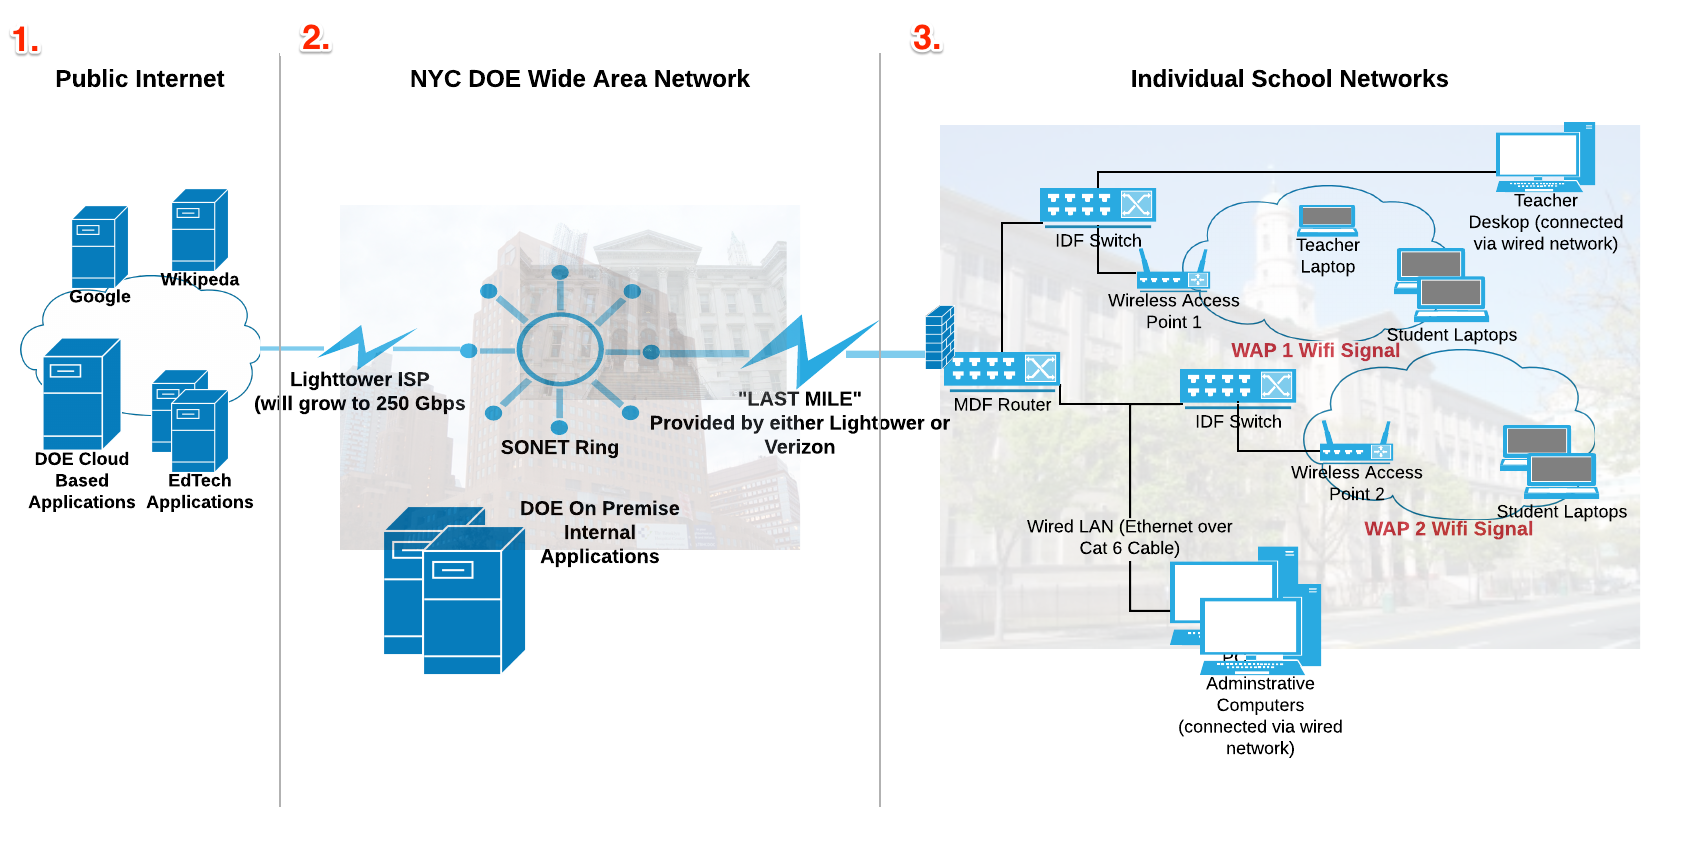 1.
Public Internet
Google
Wikipeda
DOE Cloud
Based
Applications
EdTech
Applications
2.
NYC DOE Wide Area Network
Lighttower ISP
(will grow to 250 Gbps
SONET Ring
"LAST MILE"
Provided by either Lightower or
Verizon
DOE On Premise
Internal
Applications
3.
Individual School Networks
Teacher
Deskop (connected
via wired network)
IDF Switch
Teacher
Laptop
Wireless Access
Point 1
Student Laptops
WAP 1 Wifi Signal
MDF Router
IDF Switch
Wireless Access
Point 2
Student Laptops
WAP 2 Wifi Signal
Wired LAN (Ethernet over
Cat 6 Cable)
Adminstrative
Computers
(connected via wired
network)